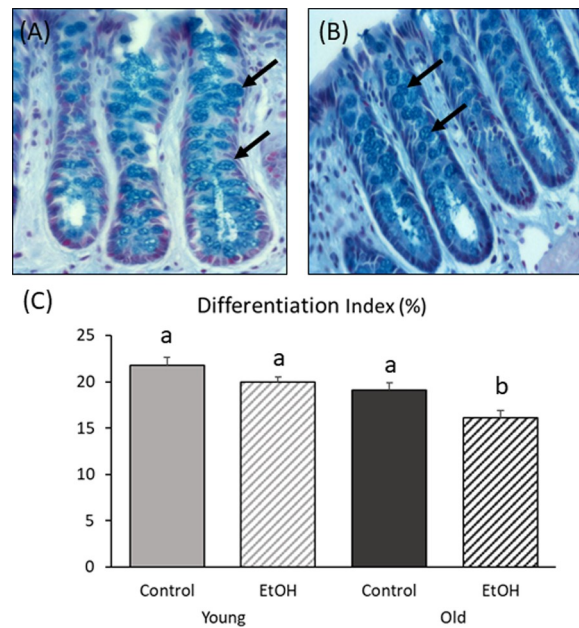 (A)
(B)
(C)
Differentiation Index (%)
25
20
15
10
5
0
a
a
a
b
Control
EtOH
Control
EtOH
Young
Old